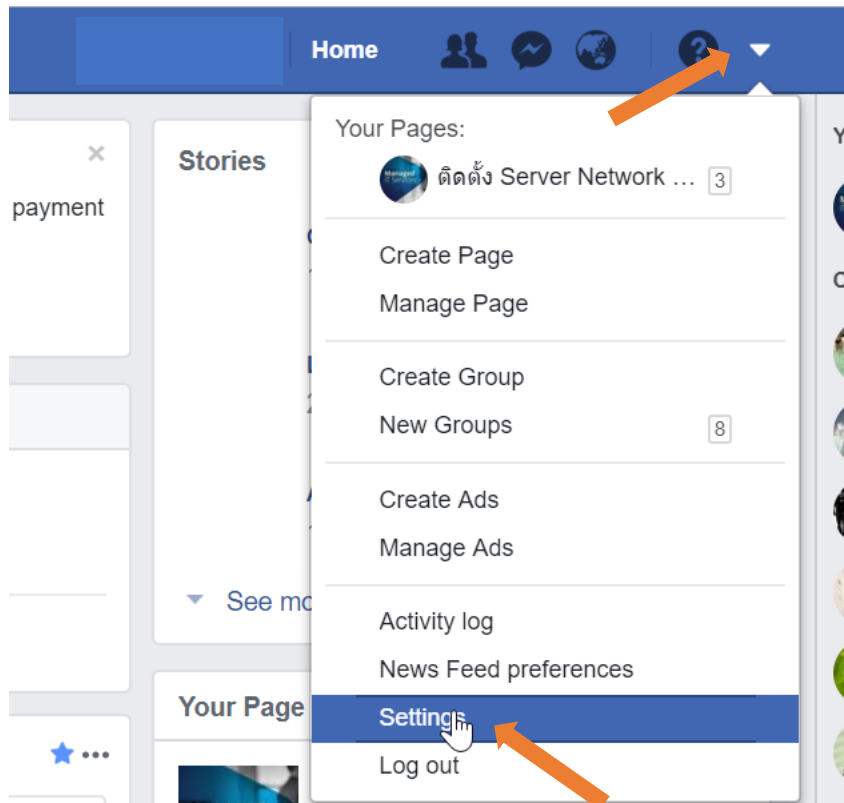 Home
payment
Stories
See mo
Your Page
Your Pages:
ติดตั้ง Server Network ... 3
Create Page
Manage Page
Create Group
New Groups 8
Create Ads
Manage Ads
Activity log
News Feed preferences
Settings
Log out